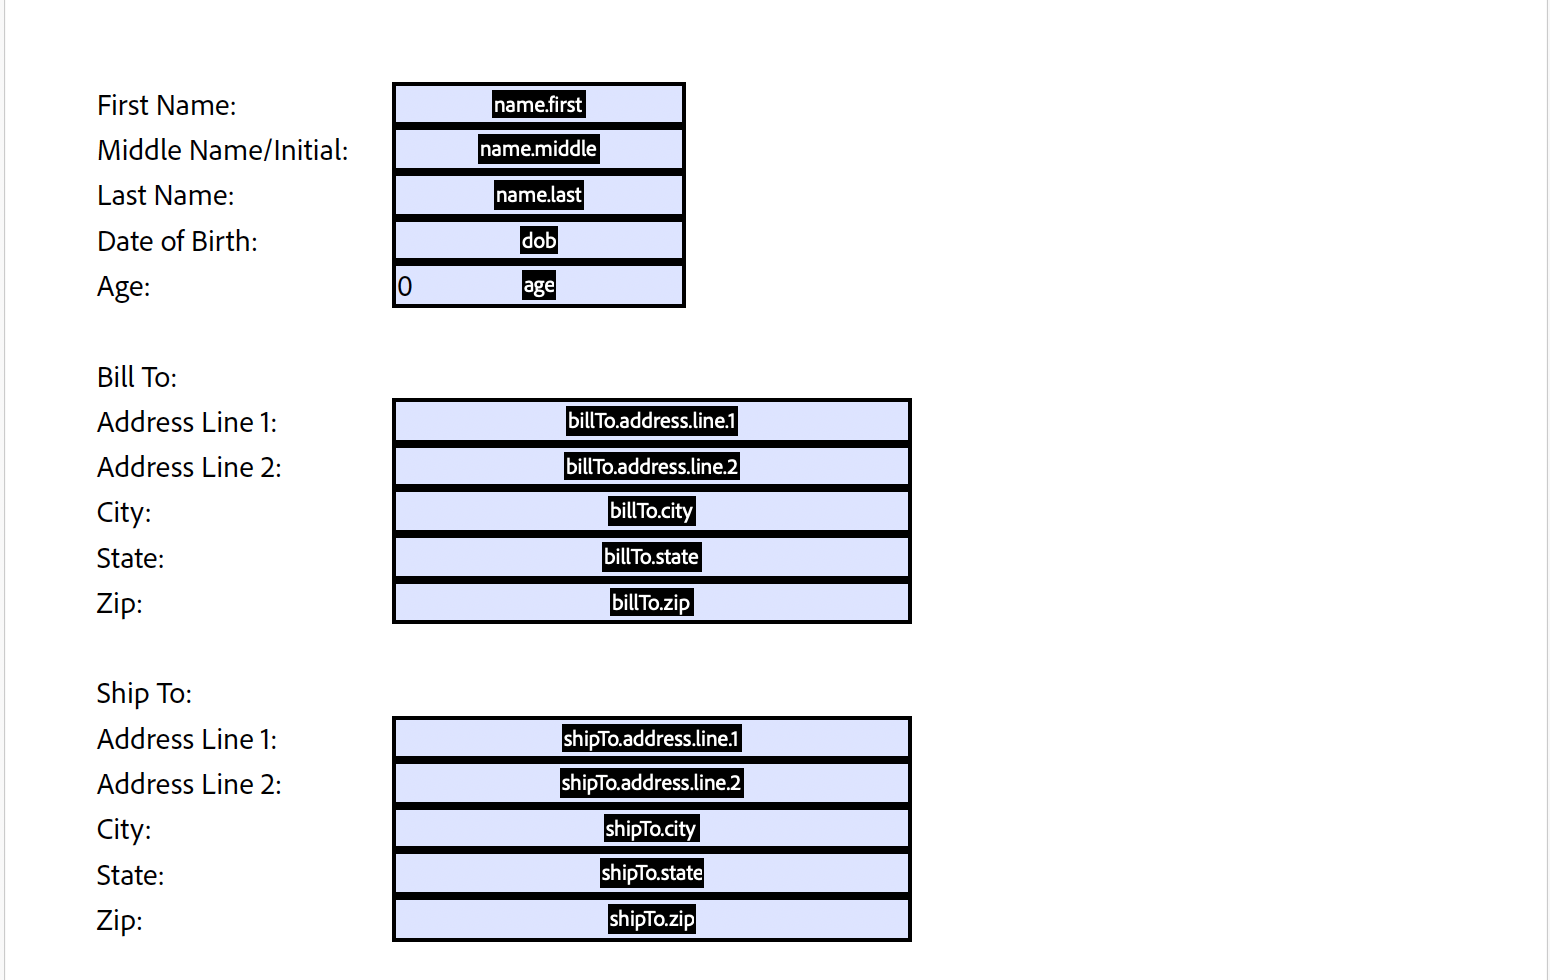 First Name: name.first
Middle Name/Initial: name.middle
Last Name: name.last
Date of Birth: dob
Age: 0 age
Bill To:
Address Line 1: billTo.address.line.1
Address Line 2: billTo.address.line.2
City: billTo.city
State: billTo.state
Zip: billTo.zip
Ship To:
Address Line 1: shipTo.address.line.1
Address Line 2: shipTo.address.line.2
City: shipTo.city
State: shipTo.state
Zip: shipTo.zip